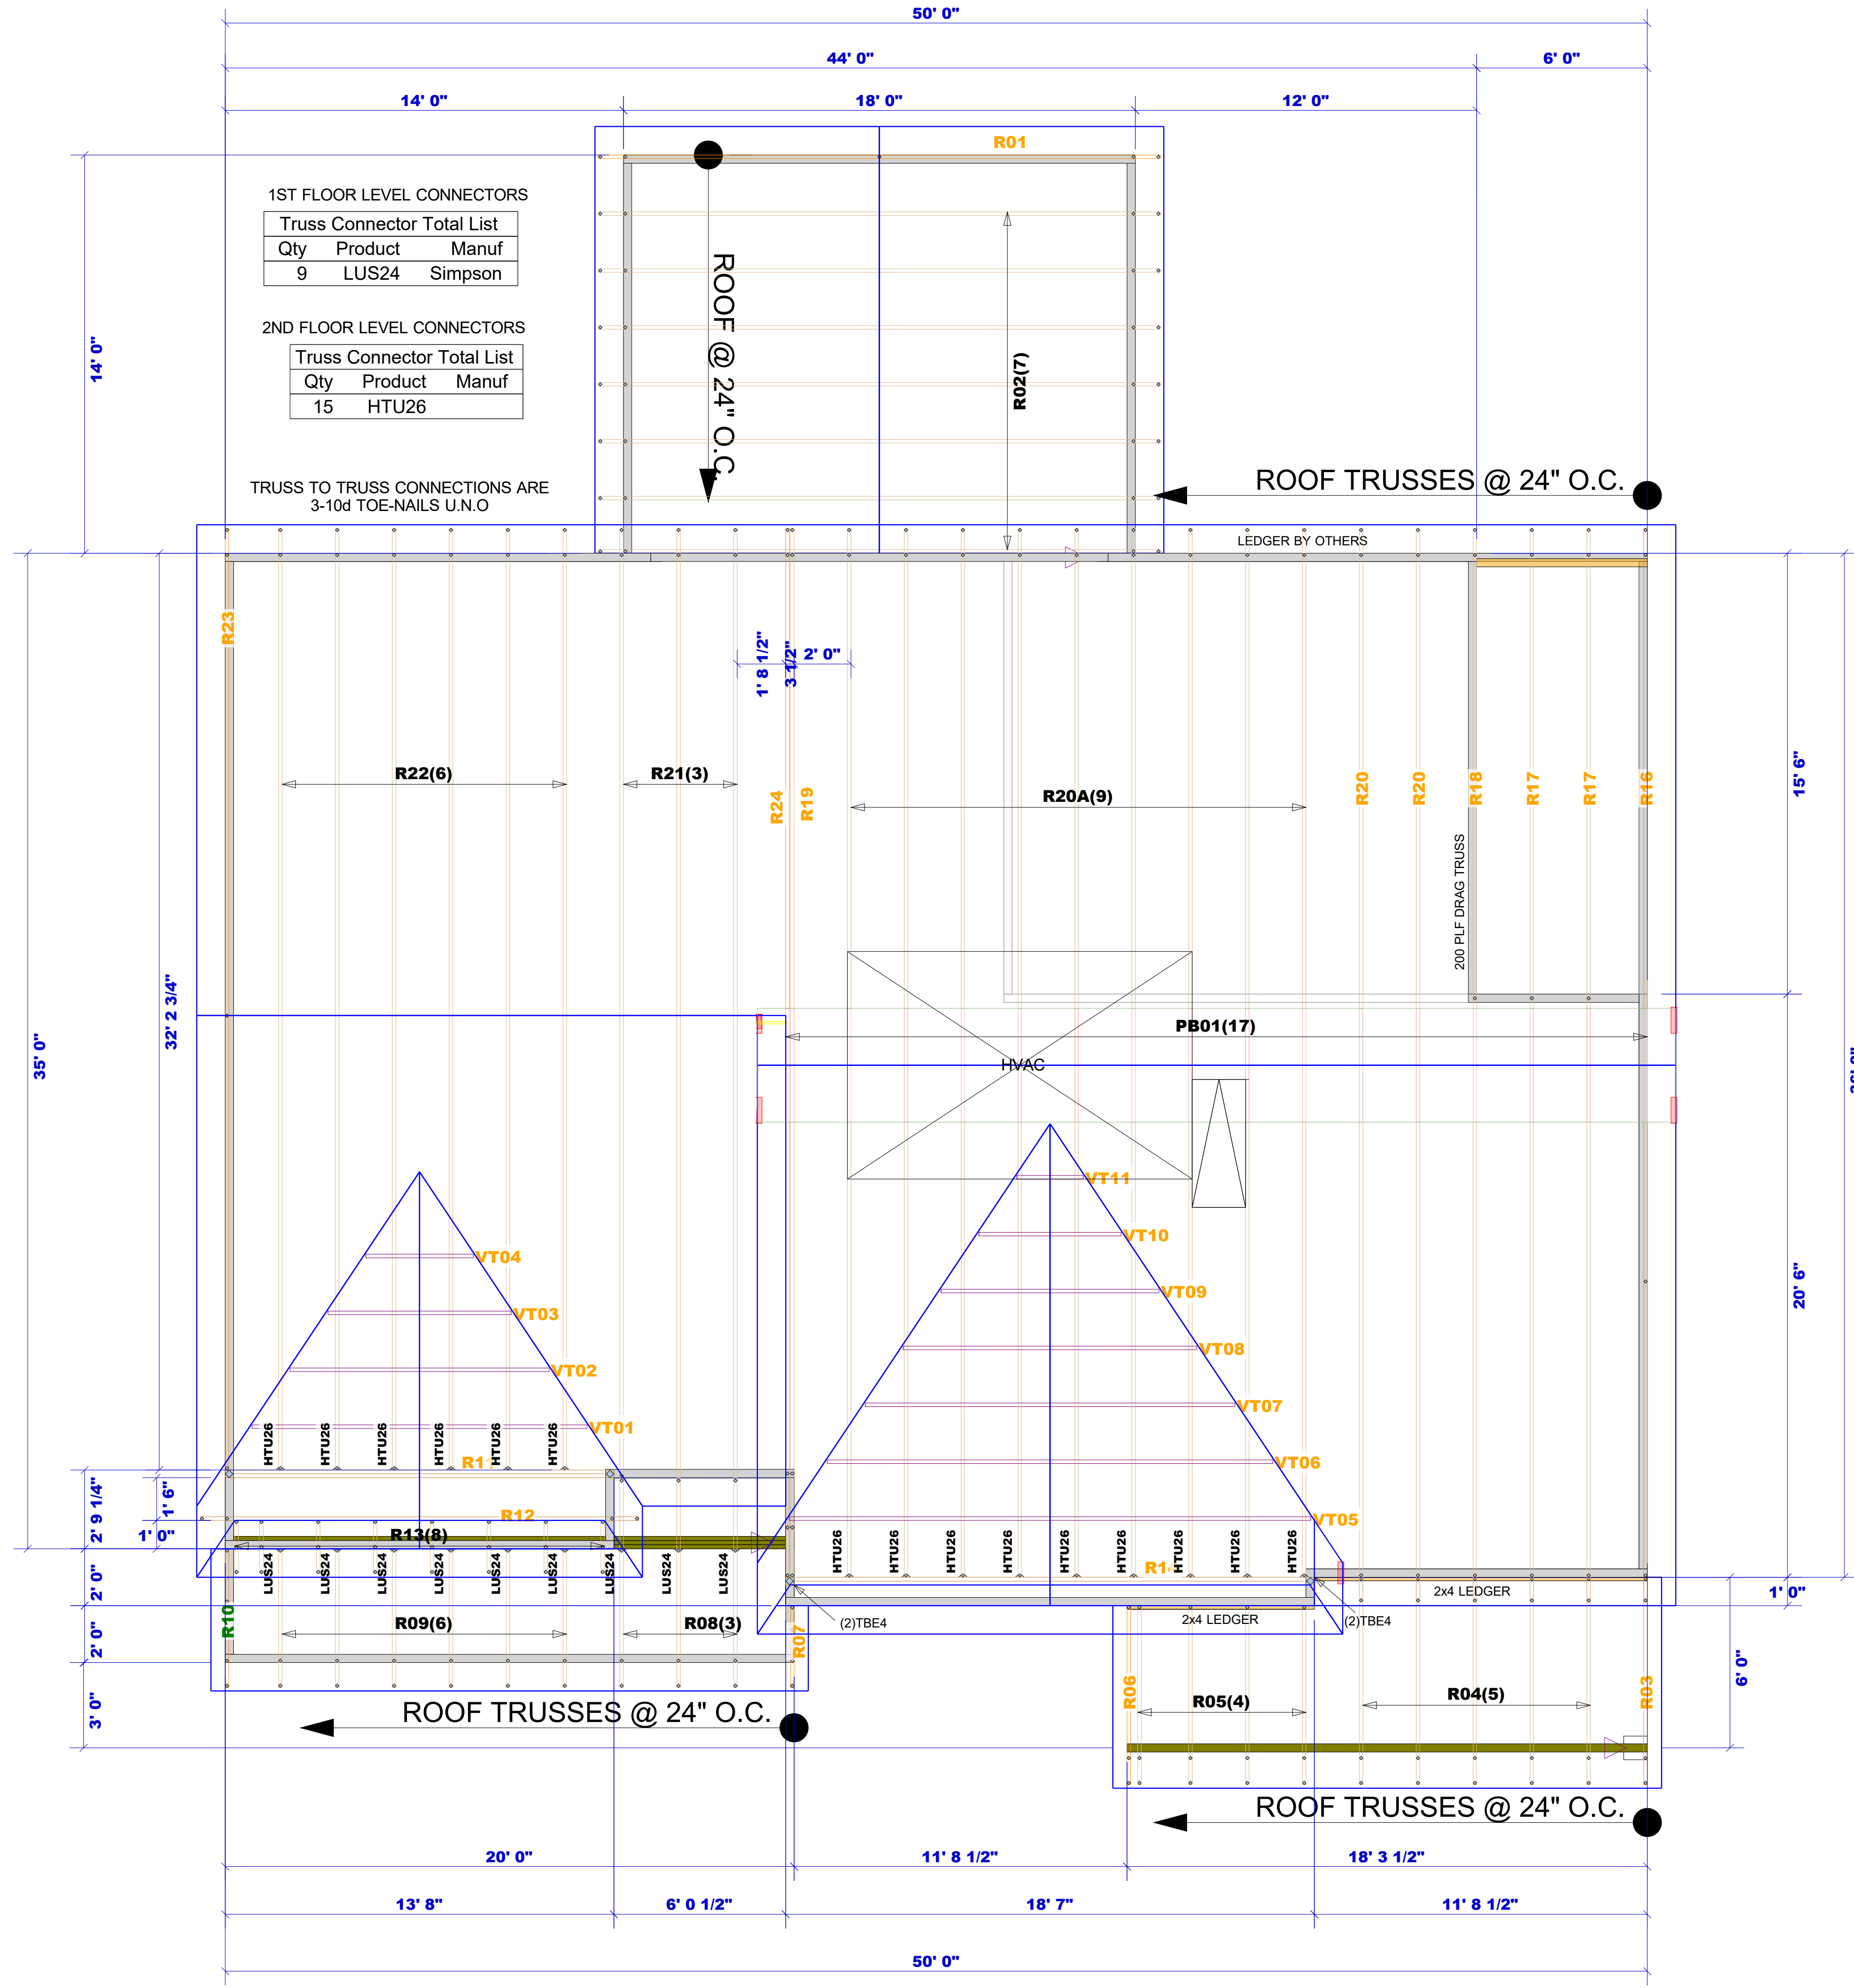 50' 0"
44' 0"
6' 0"
14' 0"
18' 0"
12' 0"
R01
1ST FLOOR LEVEL CONNECTORS
Truss Connector Total List
Qty Product Manuf
9 LUS24 Simpson
2ND FLOOR LEVEL CONNECTORS
Truss Connector Total List
Qty Product Manuf
15 HTU26
TRUSS TO TRUSS CONNECTIONS ARE
3-10d TOE-NAILS U.N.O
14' 0"
ROOF @ 24" O.C.
R02(7)
ROOF TRUSSES @ 24" O.C.
LEDGER BY OTHERS
R23
1' 8 1/2"
3 1/2"
2' 0"
R22(6)
R21(3)
R24
R19
R20A(9)
R20
R20
R18
R17
R17
R16
15' 6"
200 PLF DRAG TRUSS
35' 0"
32' 2 3/4"
PB01(17)
HVAC
VT11
VT10
VT09
VT08
VT07
VT06
VT05
VT04
VT03
VT02
VT01
20' 6"
HTU26
HTU26
HTU26
HTU26
HTU26
HTU26
R12
R13(8)
2' 9 1/4"
1' 6"
1' 0"
LUS24
LUS24
LUS24
LUS24
LUS24
LUS24
LUS24
LUS24
LUS24
HTU26
HTU26
HTU26
HTU26
HTU26
HTU26
HTU26
HTU26
HTU26
2x4 LEDGER
2x4 LEDGER
1' 0"
(2)TBE4
(2)TBE4
2' 0"
2' 0"
3' 0"
R10
R09(6)
R08(3)
R07
R06
R05(4)
R04(5)
R03
6' 0"
ROOF TRUSSES @ 24" O.C.
ROOF TRUSSES @ 24" O.C.
20' 0"
11' 8 1/2"
18' 3 1/2"
13' 8"
6' 0 1/2"
18' 7"
11' 8 1/2"
50' 0"